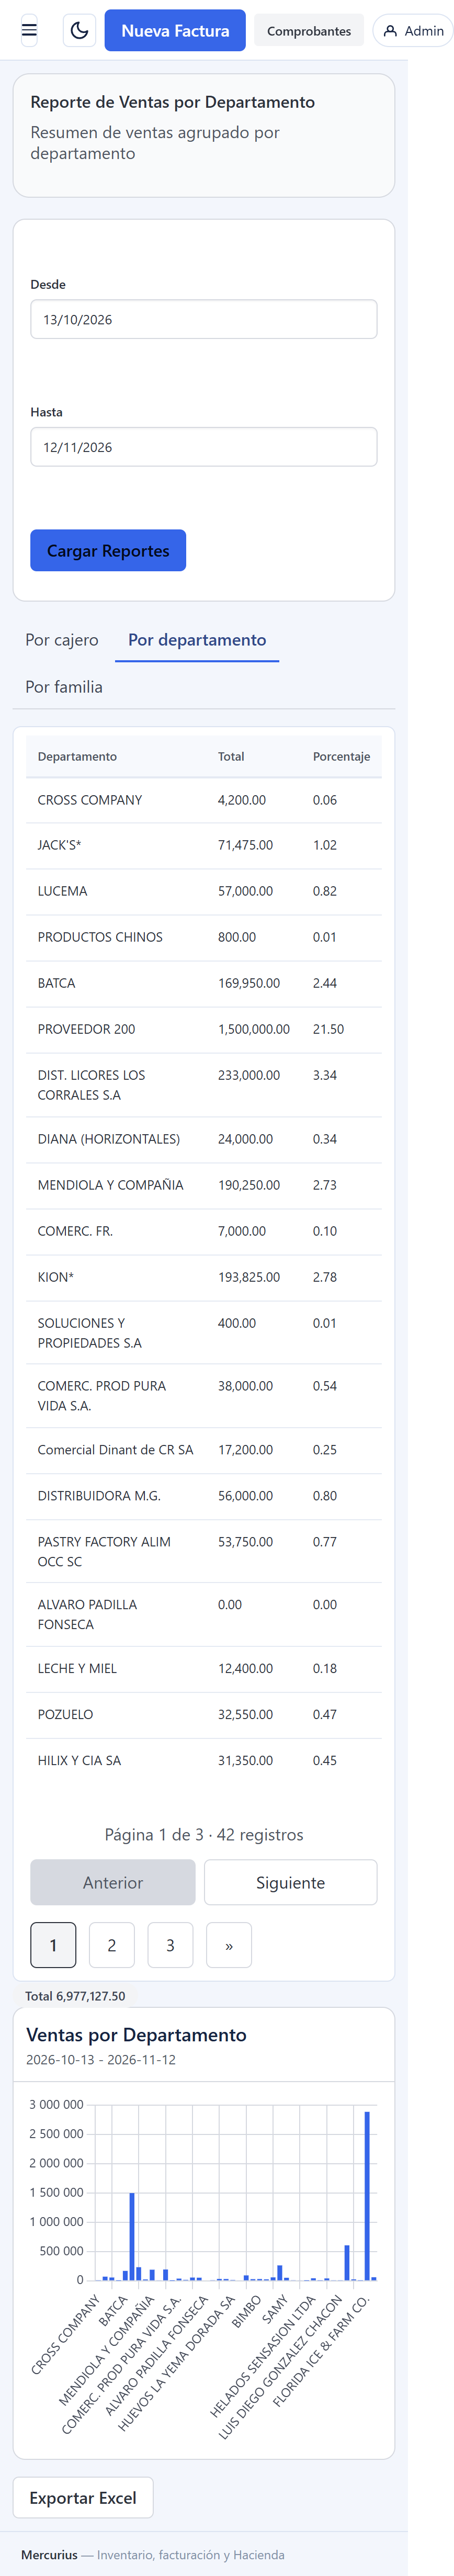 Nueva Factura
Comprobantes
Admin
Reporte de Ventas por Departamento
Resumen de ventas agrupado por
departamento
Desde
13/10/2026
Hasta
12/11/2026
Cargar Reportes
Por cajero
Por departamento
Por familia
Departamento Total Porcentaje
CROSS COMPANY 4,200.00 0.06
JACK'S* 71,475.00 1.02
LUCEMA 57,000.00 0.82
PRODUCTOS CHINOS 800.00 0.01
BATCA 169,950.00 2.44
PROVEEDOR 200 1,500,000.00 21.50
DIST. LICORES LOS 233,000.00 3.34
CORRALES S.A
DIANA (HORIZONTALES) 24,000.00 0.34
MENDIOLA Y COMPAÑIA 190,250.00 2.73
COMERC. FR. 7,000.00 0.10
KION* 193,825.00 2.78
SOLUCIONES Y 400.00 0.01
PROPIEDADES S.A
COMERC. PROD PURA 38,000.00 0.54
VIDA S.A.
Comercial Dinant de CR SA 17,200.00 0.25
DISTRIBUIDORA M.G. 56,000.00 0.80
PASTRY FACTORY ALIM 53,750.00 0.77
OCC SC
ALVARO PADILLA 0.00 0.00
FONSECA
LECHE Y MIEL 12,400.00 0.18
POZUELO 32,550.00 0.47
HILIX Y CIA SA 31,350.00 0.45
Página 1 de 3 · 42 registros
Anterior
Siguiente
1 2 3 »
Total 6,977,127.50
Ventas por Departamento
2026-10-13 - 2026-11-12
3 000 000
2 500 000
2 000 000
1 500 000
1 000 000
500 000
0
CROSS COMPANY
BATCA
MENDIOLA Y COMPAÑIA
COMERC. PROD PURA VIDA S.A.
ALVARO PADILLA FONSECA
HUEVOS LA YEMA DORADA SA
BIMBO
SAMY
HELADOS SENSASION LTDA
LUIS DIEGO GONZALEZ CHACON
FLORIDA ICE & FARM CO.
Exportar Excel
Mercurius — Inventario, facturación y Hacienda